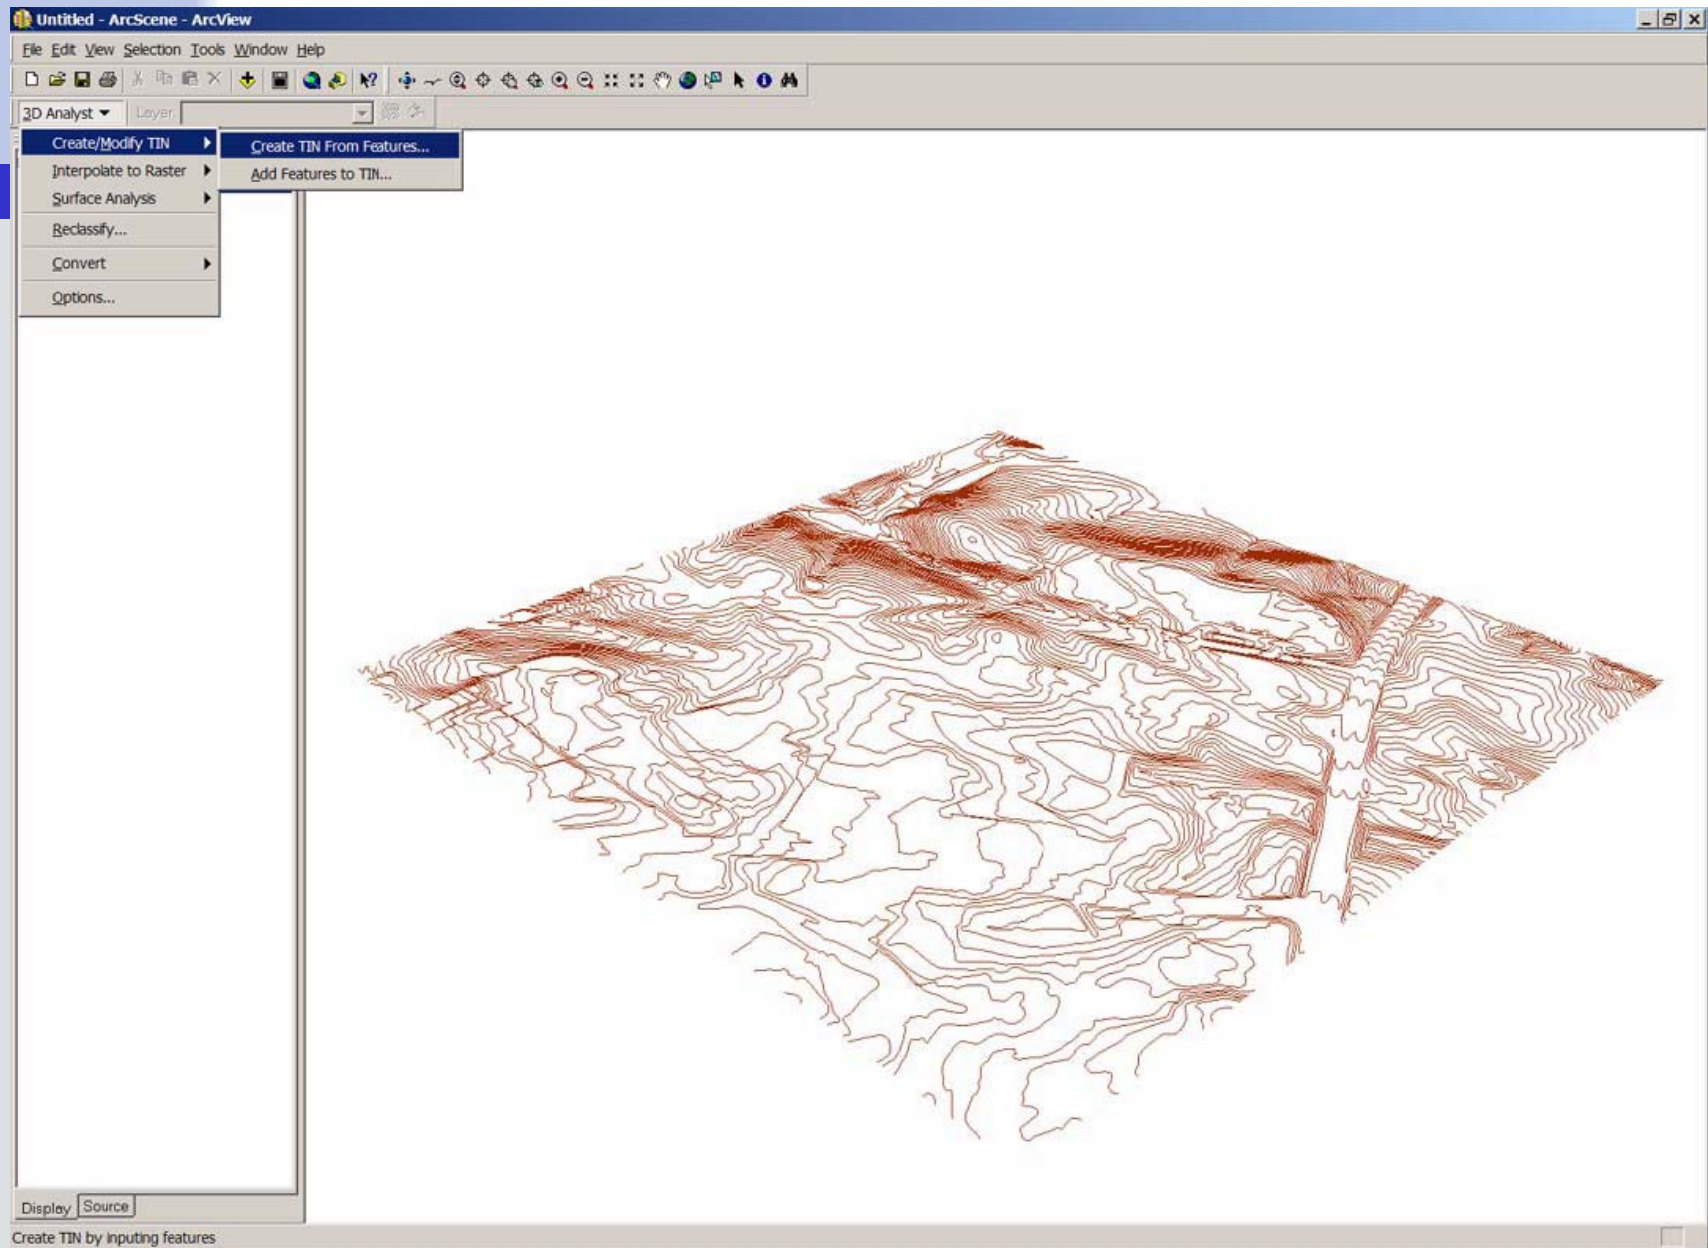 Untitled - ArcScene - ArcView
File Edit View Selection Tools Window Help
3D Analyst Layer
Create/Modify TIN
Create TIN From Features...
Interpolate to Raster
Add Features to TIN...
Surface Analysis
Reclassify...
Convert
Options...
Display Source
Create TIN by inputing features